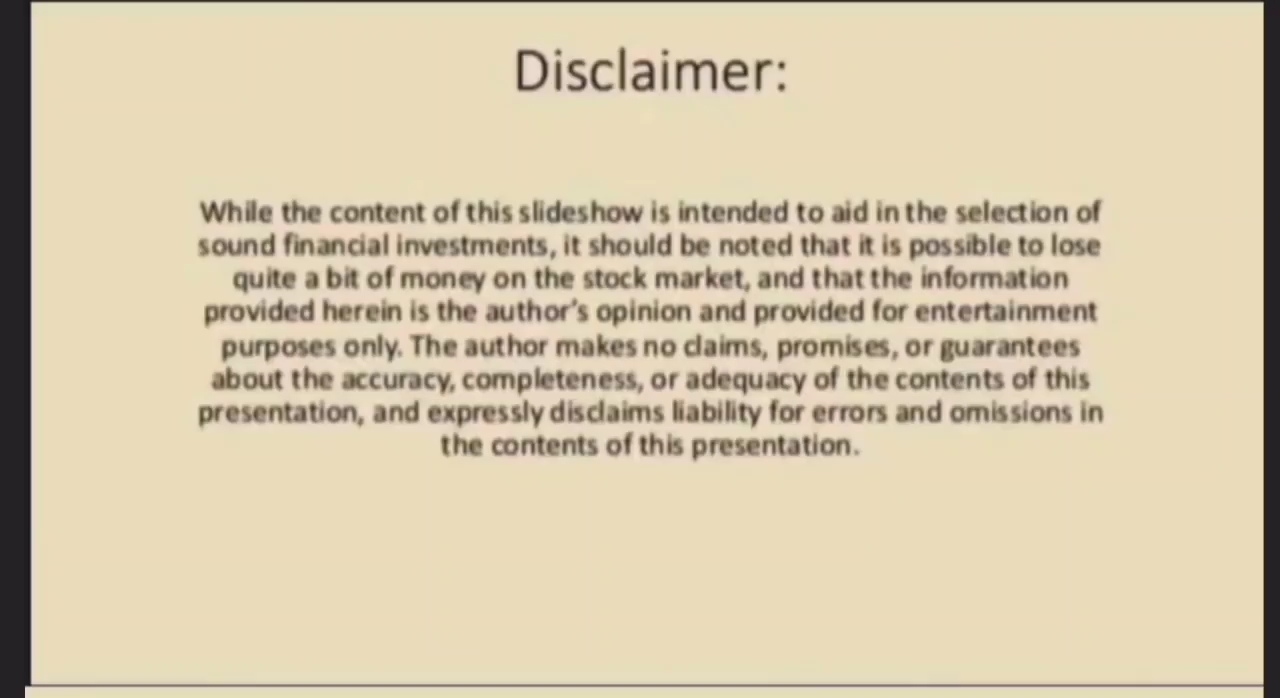 Disclaimer:
While the content of this slideshow is intended to aid in the selection of
sound financial investments, it should be noted that it is possible to lose
quite a bit of money on the stock market, and that the information
provided herein is the author's opinion and provided for entertainment
purposes only. The author makes no claims, promises, or guarantees
about the accuracy, completeness, or adequacy of the contents of this
presentation, and expressly disclaims liability for errors and omissions in
the contents of this presentation.